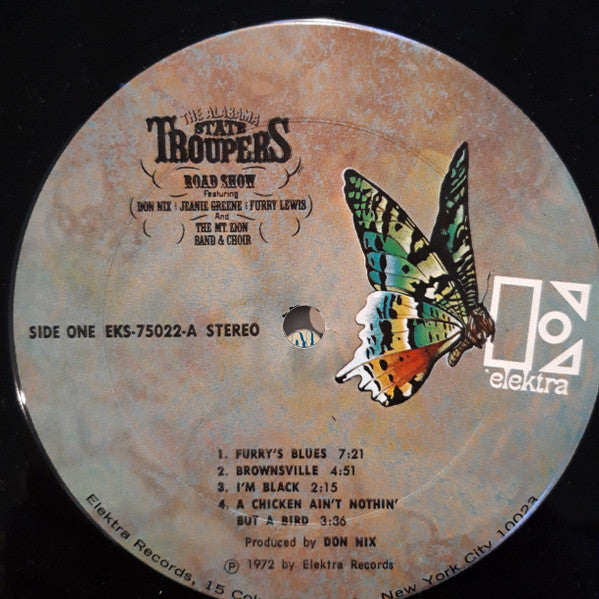 THE ALABAMA
STATE
TROUPERS
ROAD SHOW
Featuring
DON NIX : JEANIE GREENE : FURRY LEWIS
And
THE MT. ZION
BAND & CHOIR
SIDE ONE EKS-75022-A STEREO
elektra
1. FURRY'S BLUES 7:21
2. BROWNSVILLE 4:51
3. I'M BLACK 2:15
4. A CHICKEN AIN'T NOTHIN'
BUT A BIRD 3:36
Produced by DON NIX
Ⓟ 1972 by Elektra Records
Elektra Records, 15
New York City 10023